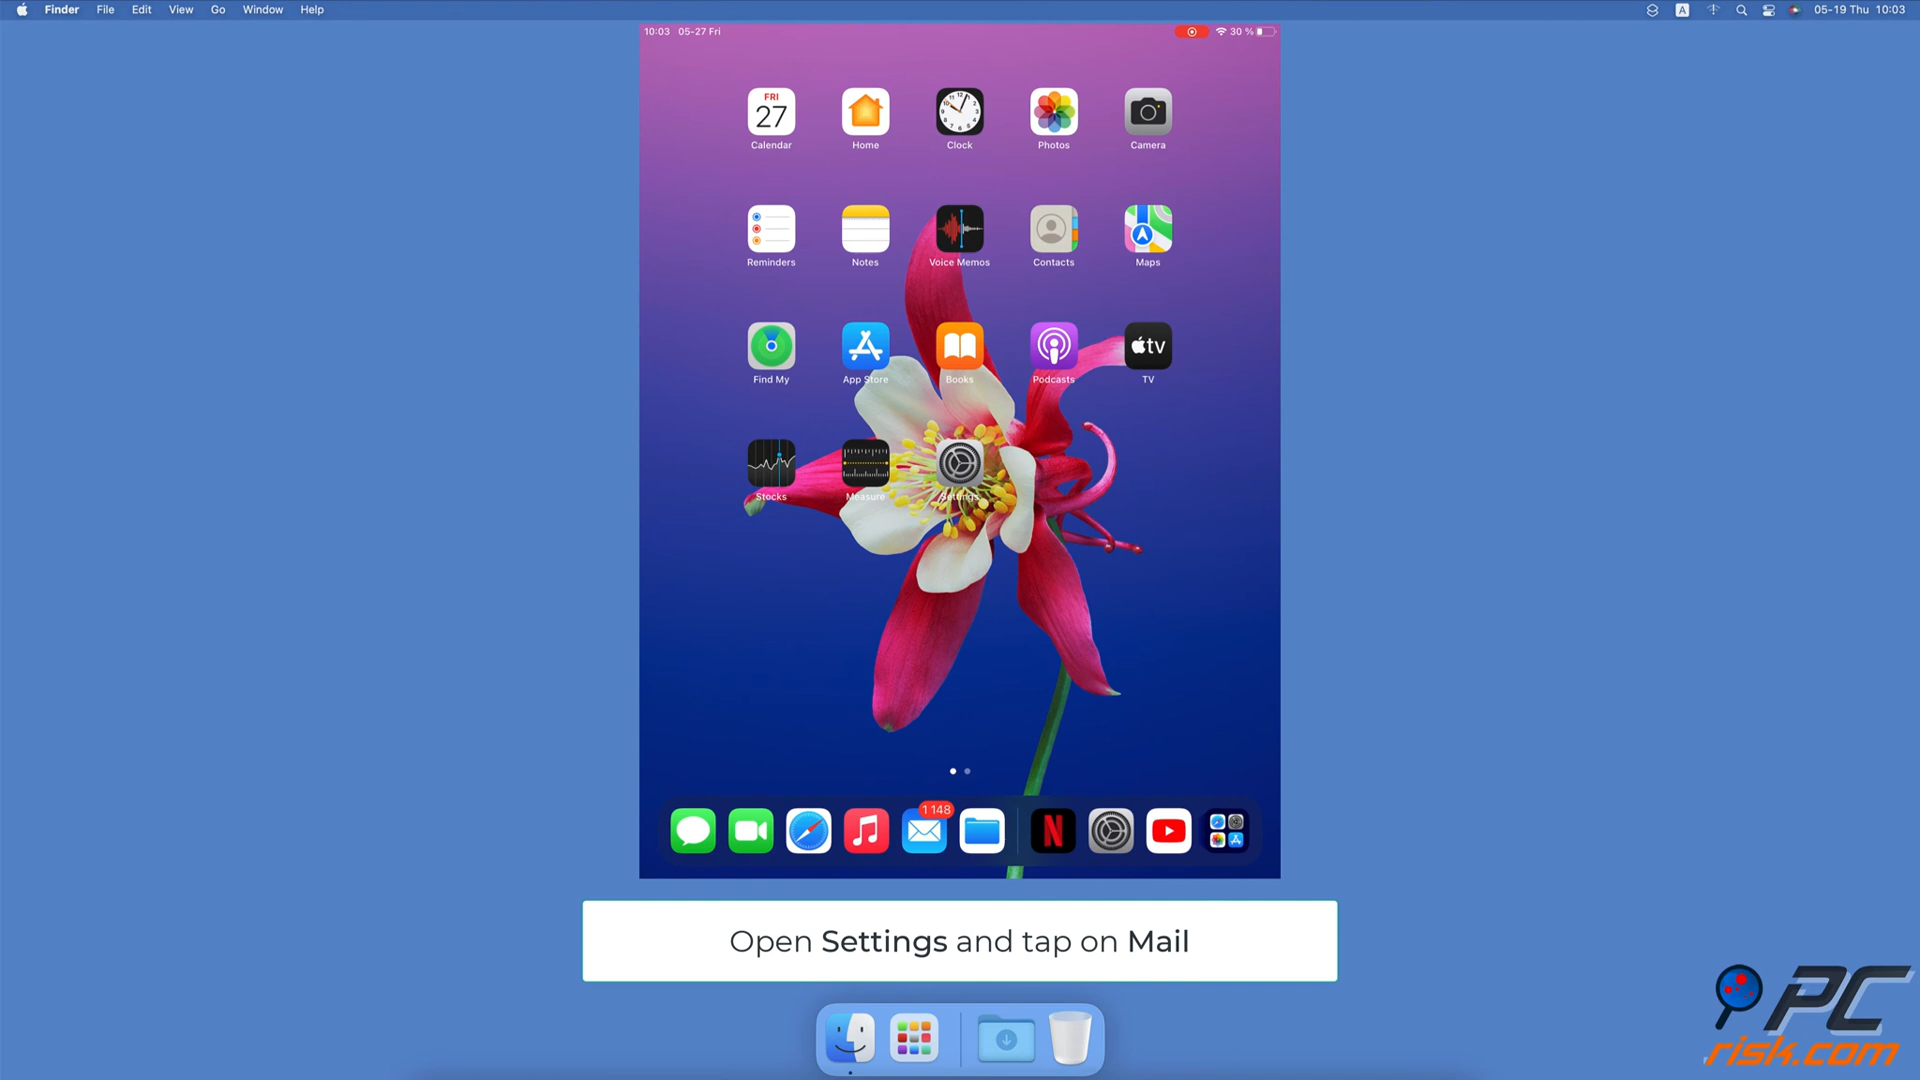 Finder File Edit View Go Window Help
A 05-19 Thu 10:03
10:03 05-27 Fri
30 %
FRI
27
12
Calendar Home Clock Photos Camera
Reminders Notes Voice Memos Contacts Maps
tv
Find My App Store Books Podcasts TV
Stocks Measure Settings
1 148
N
Open Settings and tap on Mail
PC
risk.com